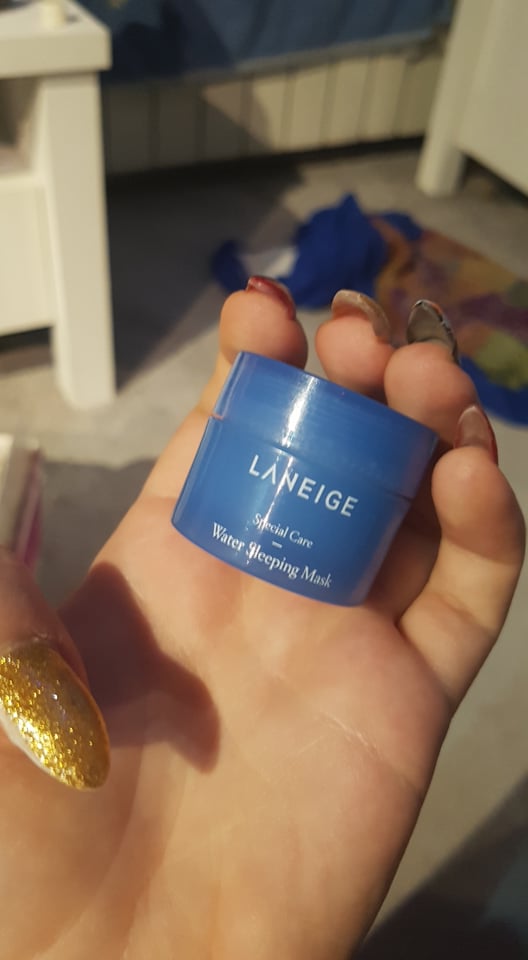 LANEIGE
Special Care
Water Sleeping Mask